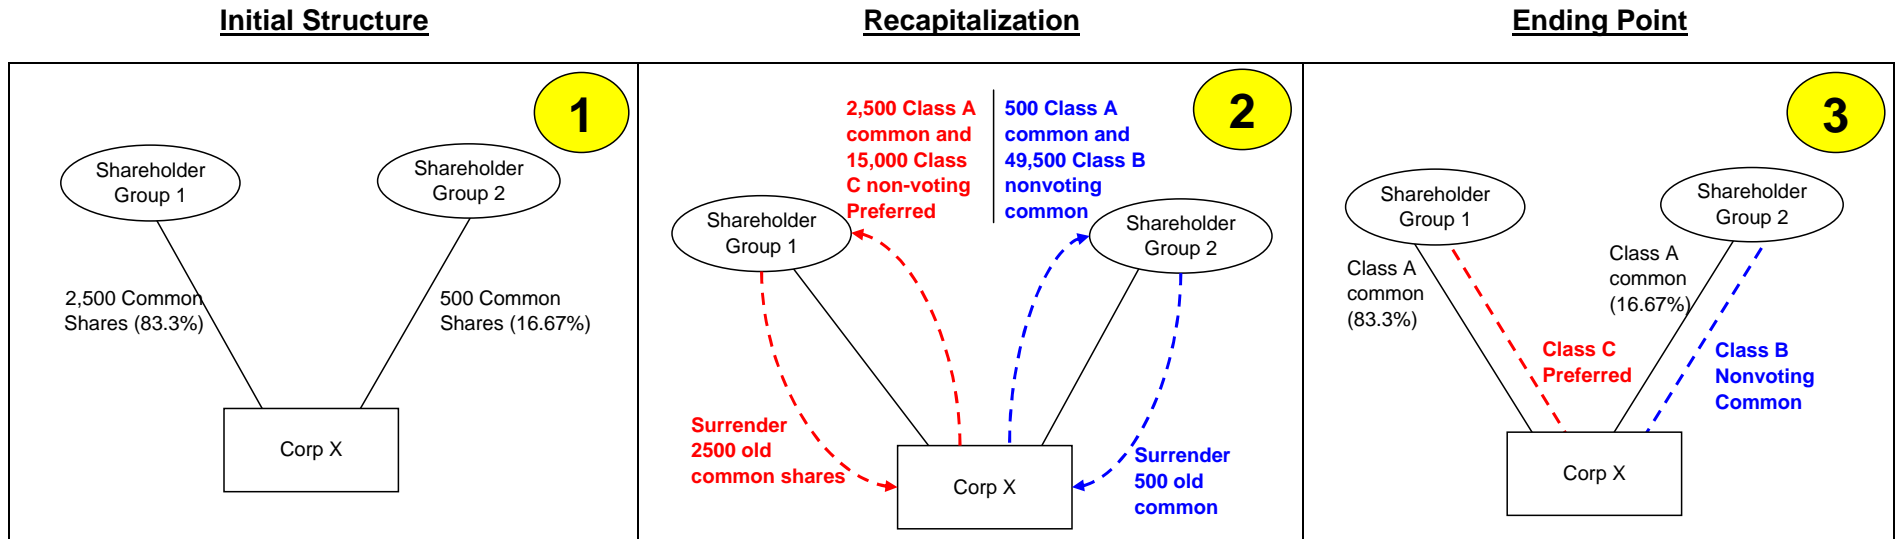 Initial Structure
Recapitalization
Ending Point
1
Shareholder
Group 1
Shareholder
Group 2
2,500 Common
Shares (83.3%)
500 Common
Shares (16.67%)
Corp X
2
2,500 Class A
common and
15,000 Class
C non-voting
Preferred
500 Class A
common and
49,500 Class B
nonvoting
common
Shareholder
Group 1
Shareholder
Group 2
Surrender
2500 old
common shares
Surrender
500 old
common
Corp X
3
Shareholder
Group 1
Shareholder
Group 2
Class A
common
(83.3%)
Class A
common
(16.67%)
Class C
Preferred
Class B
Nonvoting
Common
Corp X